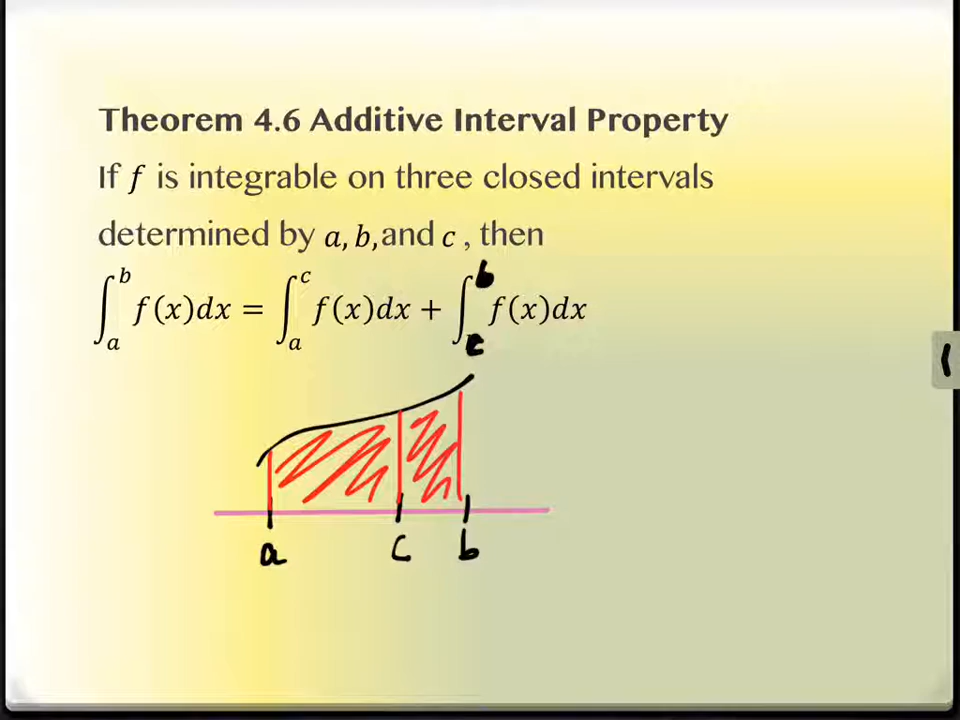 Theorem 4.6 Additive Interval Property
If f is integrable on three closed intervals
determined by a, b, and c , then
∫_a^b f(x)dx = ∫_a^c f(x)dx + ∫_c^b f(x)dx
a c b